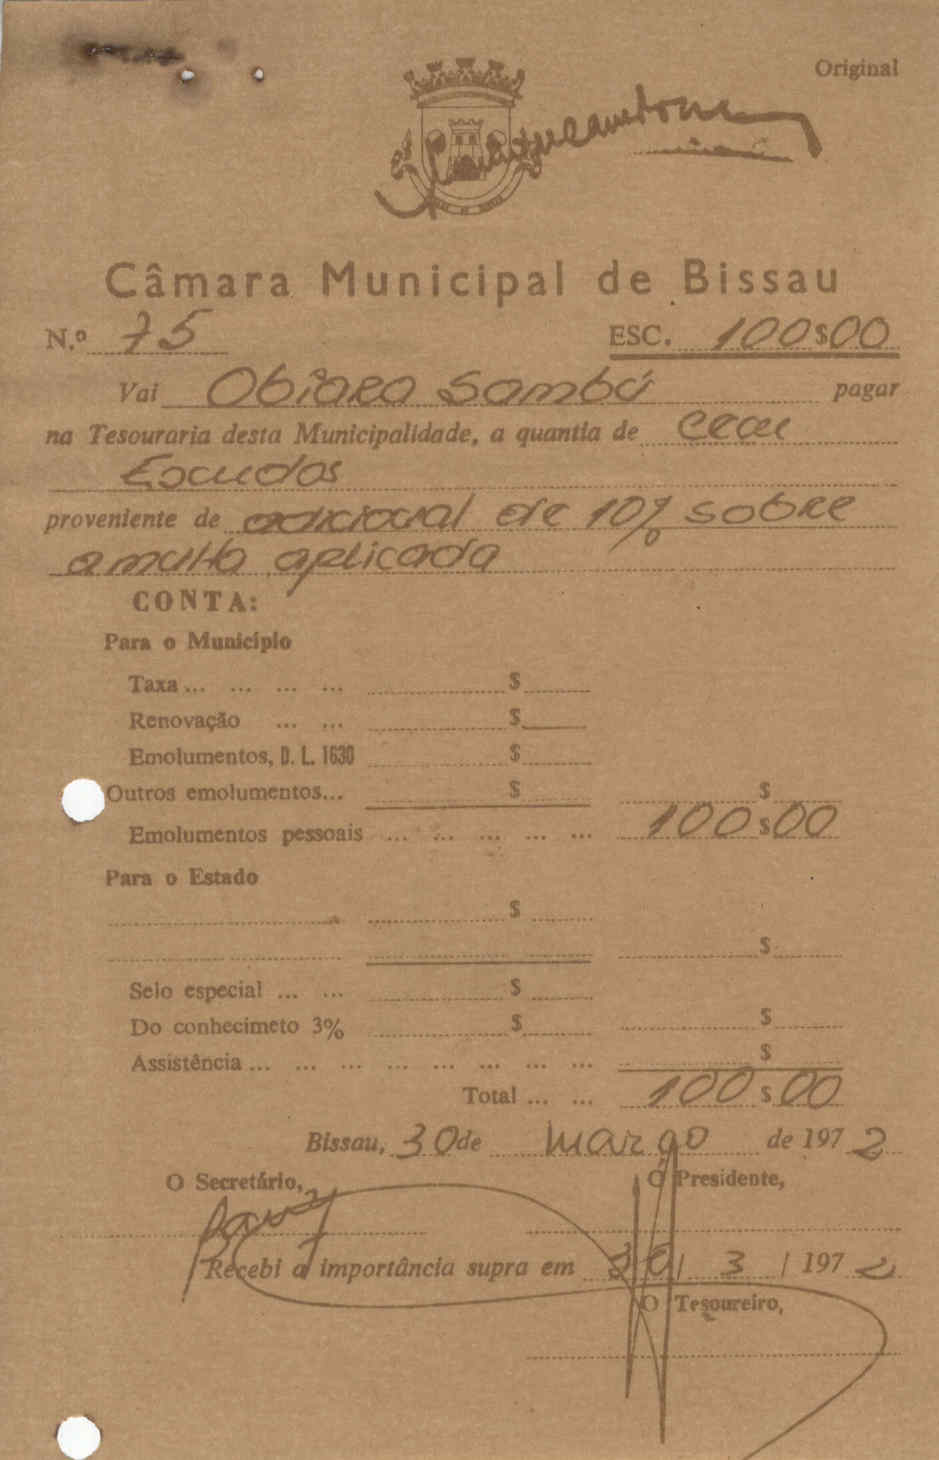 Original
Câmara Municipal de Bissau
N.º 75 ESC. 100$00
Vai Obiara Sambú pagar
na Tesouraria desta Municipalidade, a quantia de Cem
Escudos
proveniente de adicional de 10% sobre
a multa aplicada
CONTA:
Para o Município
Taxa... ... ... ... $
Renovação ... ... $
Emolumentos, D. L. 1630 $
Outros emolumentos... $ $
Emolumentos pessoais ... ... ... ... ... 100$00
Para o Estado
$
$
Selo especial ... ... $
Do conhecimeto 3% $ $
Assistência ... ... ... ... ... ... ... ... $
Total ... ... 100$00
Bissau, 30 de março de 1972
O Secretário, O Presidente,
Recebi a importância supra em 30 / 3 / 1972
O Tesoureiro,